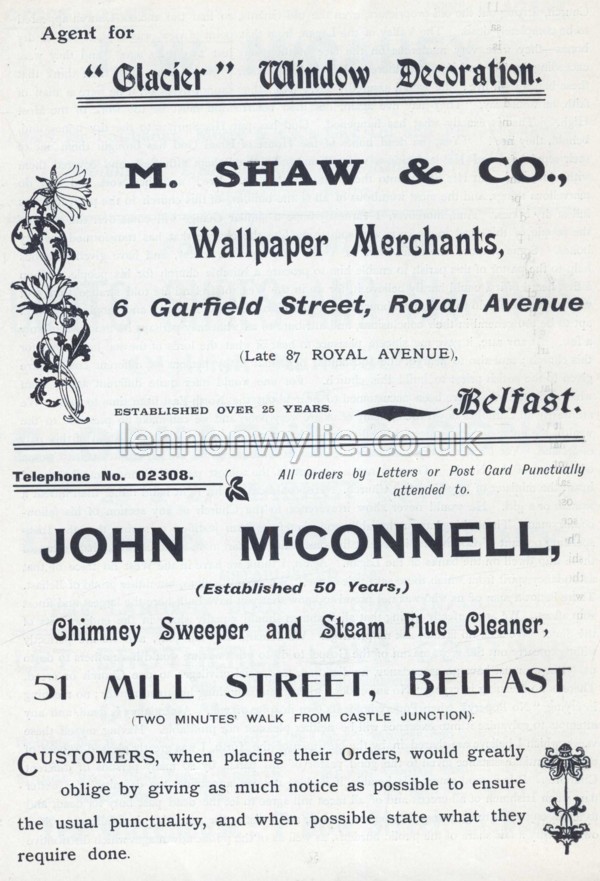 Agent for
"Glacier" Window Decoration.
M. SHAW & CO.,
Wallpaper Merchants,
6 Garfield Street, Royal Avenue
(Late 87 ROYAL AVENUE),
ESTABLISHED OVER 25 YEARS. Belfast.
lennonwylie.co.uk
Telephone No. 02308. All Orders by Letters or Post Card Punctually
attended to.
JOHN M‘CONNELL,
(Established 50 Years,)
Chimney Sweeper and Steam Flue Cleaner,
51 MILL STREET, BELFAST
(TWO MINUTES' WALK FROM CASTLE JUNCTION).
CUSTOMERS, when placing their Orders, would greatly
oblige by giving as much notice as possible to ensure
the usual punctuality, and when possible state what they
require done.